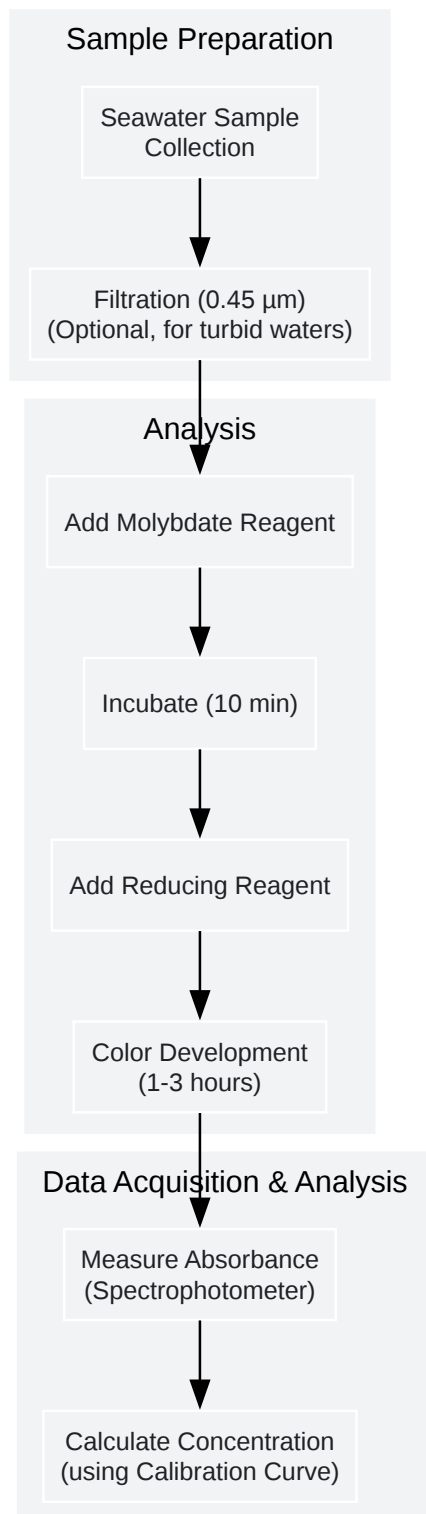 Sample Preparation
Seawater Sample
Collection
Filtration (0.45 µm)
(Optional, for turbid waters)
Analysis
Add Molybdate Reagent
Incubate (10 min)
Add Reducing Reagent
Color Development
(1-3 hours)
Data Acquisition & Analysis
Measure Absorbance
(Spectrophotometer)
Calculate Concentration
(using Calibration Curve)